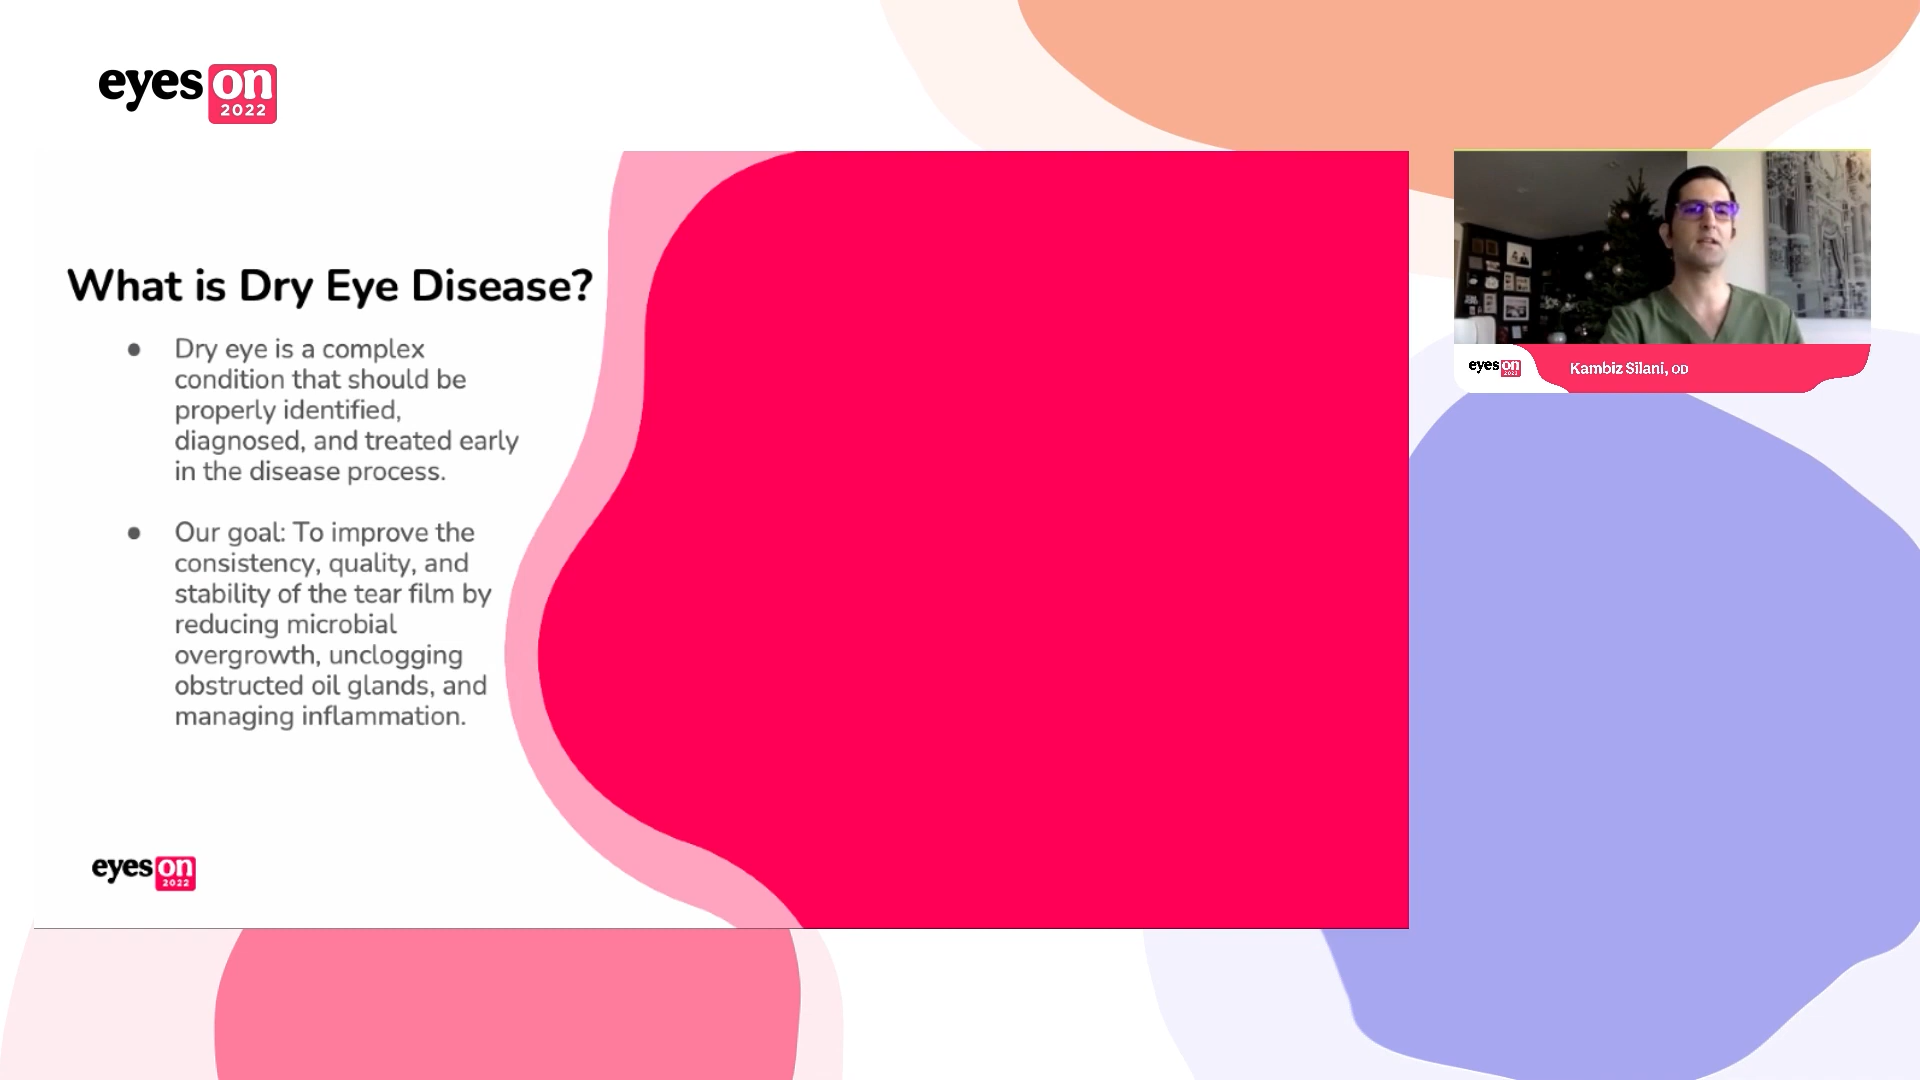 eyes on
2022
What is Dry Eye Disease?
● Dry eye is a complex
condition that should be
properly identified,
diagnosed, and treated early
in the disease process.
● Our goal: To improve the
consistency, quality, and
stability of the tear film by
reducing microbial
overgrowth, unclogging
obstructed oil glands, and
managing inflammation.
eyes on
2022
eyes on
2022
Kambiz Silani, OD